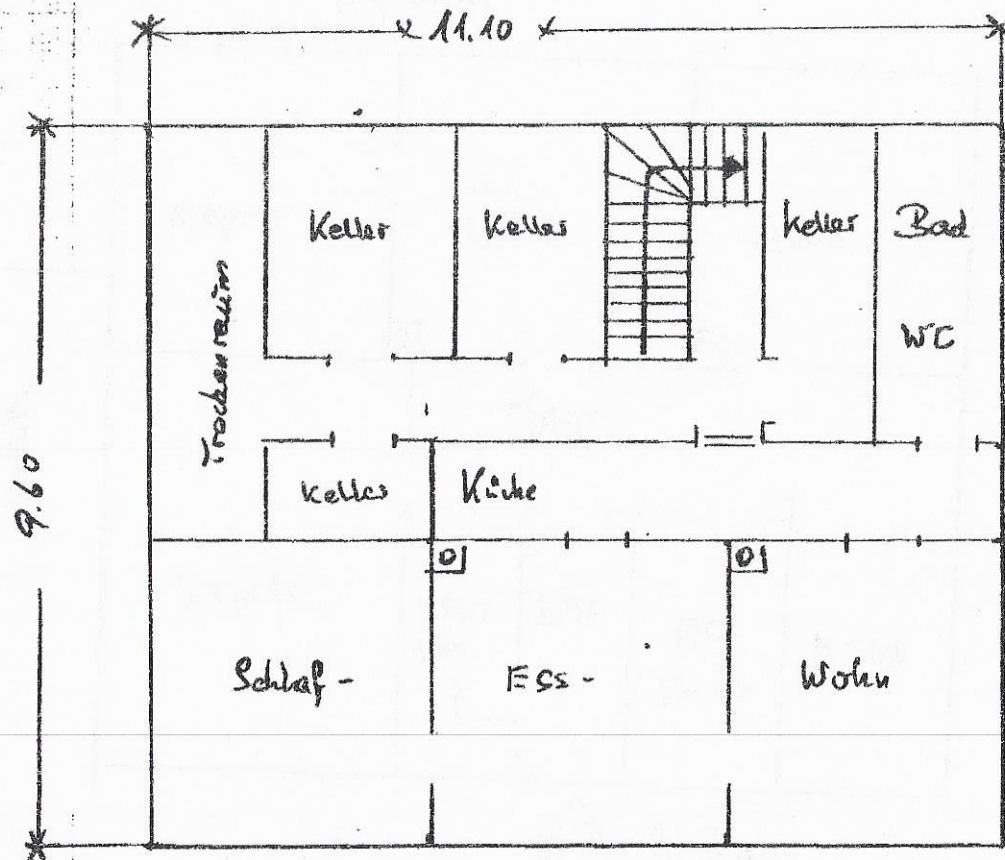 11.10
Keller
Keller
Keller
Bad
WC
Trockenraum
9.60
Keller
Küche
Schlaf -
Ess -
Wohn